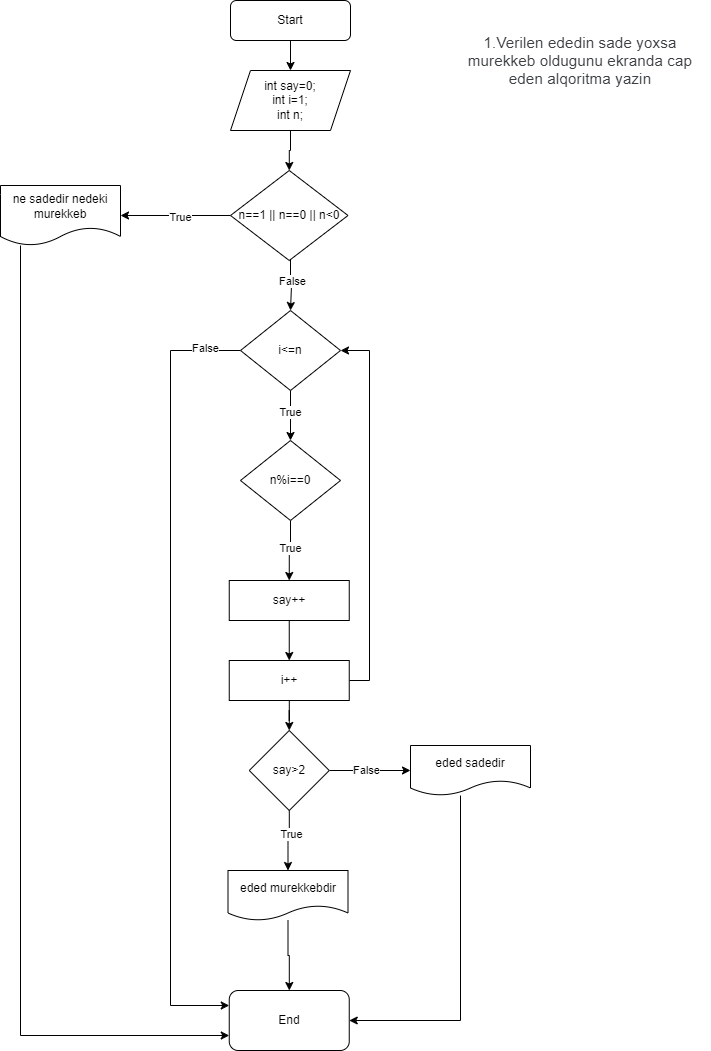 Start
1.Verilen ededin sade yoxsa
murekkeb oldugunu ekranda cap
eden alqoritma yazin
int say=0;
int i=1;
int n;
n==1 || n==0 || n<0
True
ne sadedir nedeki
murekkeb
False
i<=n
False
True
n%i==0
True
say++
i++
say>2
False
eded sadedir
True
eded murekkebdir
End